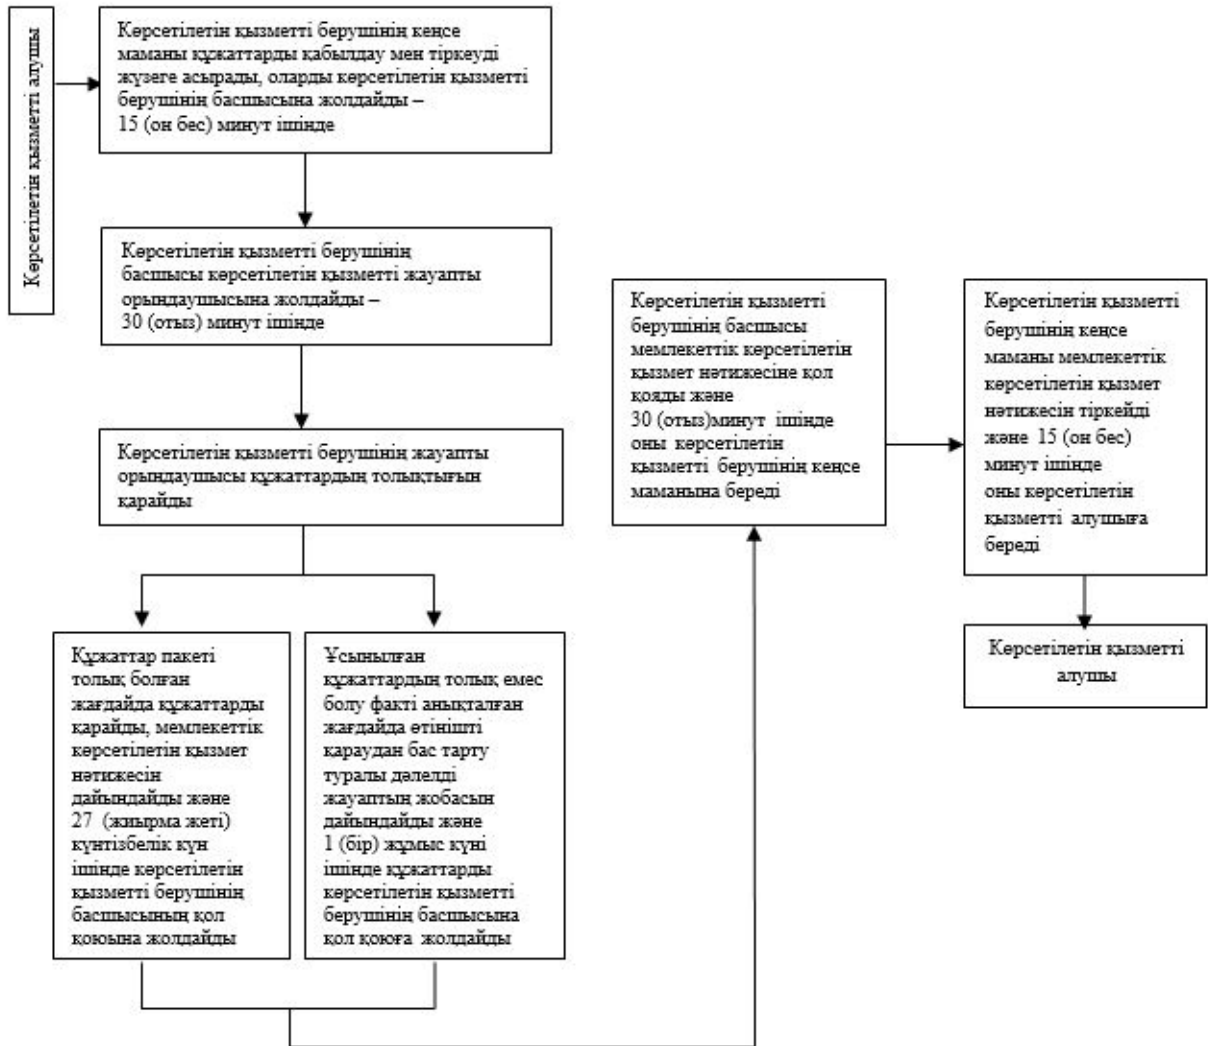 Көрсетілетін қызметті алушы
Көрсетілетін қызметті берушінің кеңсе
маманы құжаттарды қабылдау мен тіркеуді
жүзеге асырады, оларды көрсетілетін қызметті
берушінің басшысына жолдайды –
15 (он бес) минут ішінде
Көрсетілетін қызметті берушінің
басшысы көрсетілетін қызметті жауапты
орындаушысына жолдайды –
30 (отыз) минут ішінде
Көрсетілетін қызметті берушінің жауапты
орындаушысы құжаттардың толықтығын
қарайды
Құжаттар пакеті
толық болған
жағдайда құжаттарды
қарайды, мемлекеттік
көрсетілетін қызмет
нәтижесін
дайындайды және
27 (жиырма жеті)
күнтізбелік күн
ішінде көрсетілетін
қызметті берушінің
басшысының қол
қоюына жолдайды
Ұсынылған
құжаттардың толық емес
болу факті анықталған
жағдайда өтінішті
қараудан бас тарту
туралы дәлелді
жауаптың жобасын
дайындайды және
1 (бір) жұмыс күні
ішінде құжаттарды
көрсетілетін қызметті
берушінің басшысына
қол қоюға жолдайды
Көрсетілетін қызметті
берушінің басшысы
мемлекеттік көрсетілетін
қызмет нәтижесіне қол
қояды және
30 (отыз)минут ішінде
оны көрсетілетін
қызметті берушінің кеңсе
маманына береді
Көрсетілетін қызметті
берушінің кеңсе
маманы мемлекеттік
көрсетілетін қызмет
нәтижесін тіркейді
және 15 (он бес)
минут ішінде
оны көрсетілетін
қызметті алушыға
береді
Көрсетілетін қызметті
алушы